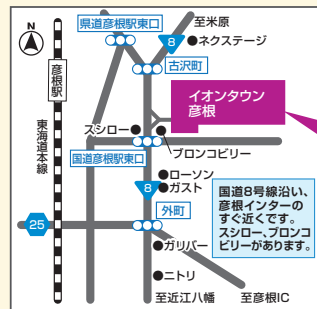 県道彦根駅東口
至米原
N
8
ネクステージ
古沢町
彦根駅
イオンタウン
彦根
東海道本線
スシロー
ブロンコビリー
国道彦根駅東口
ローソン
8
ガスト
国道8号線沿い、
彦根インターの
すぐ近くです。
スシロー、ブロンコ
ビリーがあります。
外町
25
ガリバー
ニトリ
至近江八幡
至彦根IC